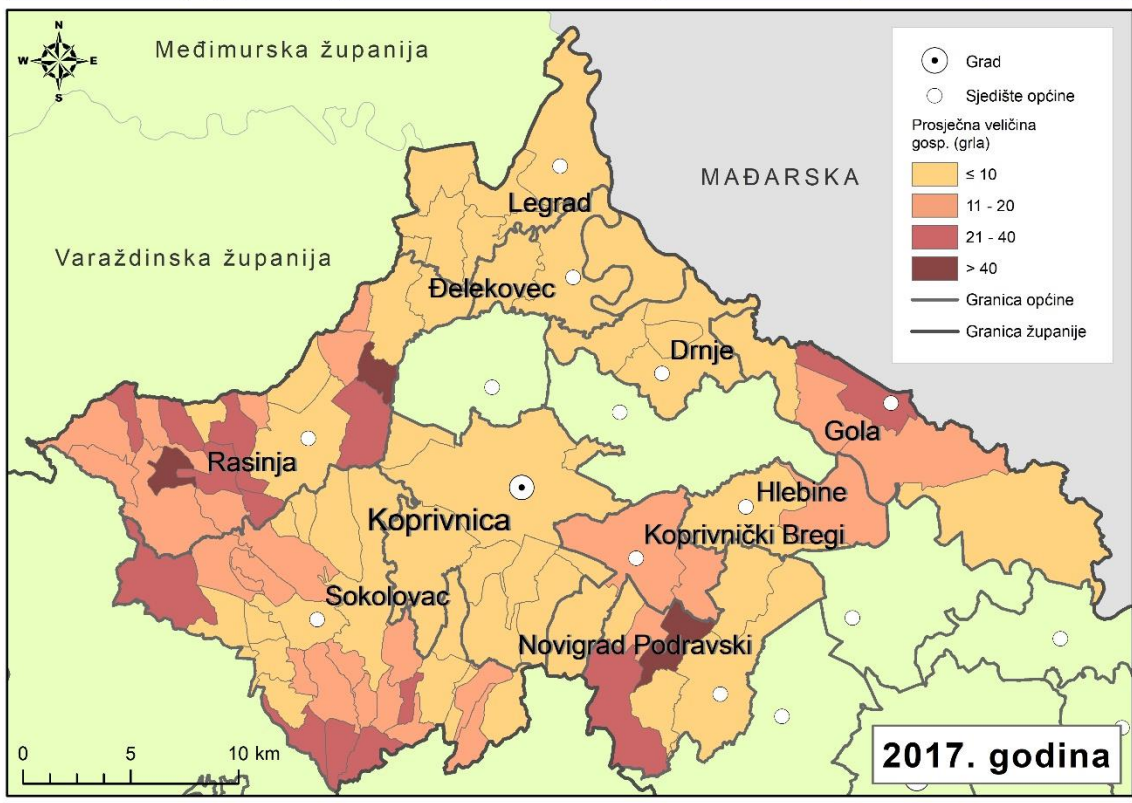 N
W E
S
Međimurska županija
Varaždinska županija
MAĐARSKA
Grad
Sjedište općine
Prosječna veličina
gosp. (grla)
≤ 10
11 - 20
21 - 40
> 40
Granica općine
Granica županije
Legrad
Đelekovec
Drnje
Gola
Rasinja
Hlebine
Koprivnica
Koprivnički Bregi
Sokolovac
Novigrad Podravski
0 5 10 km
2017. godina